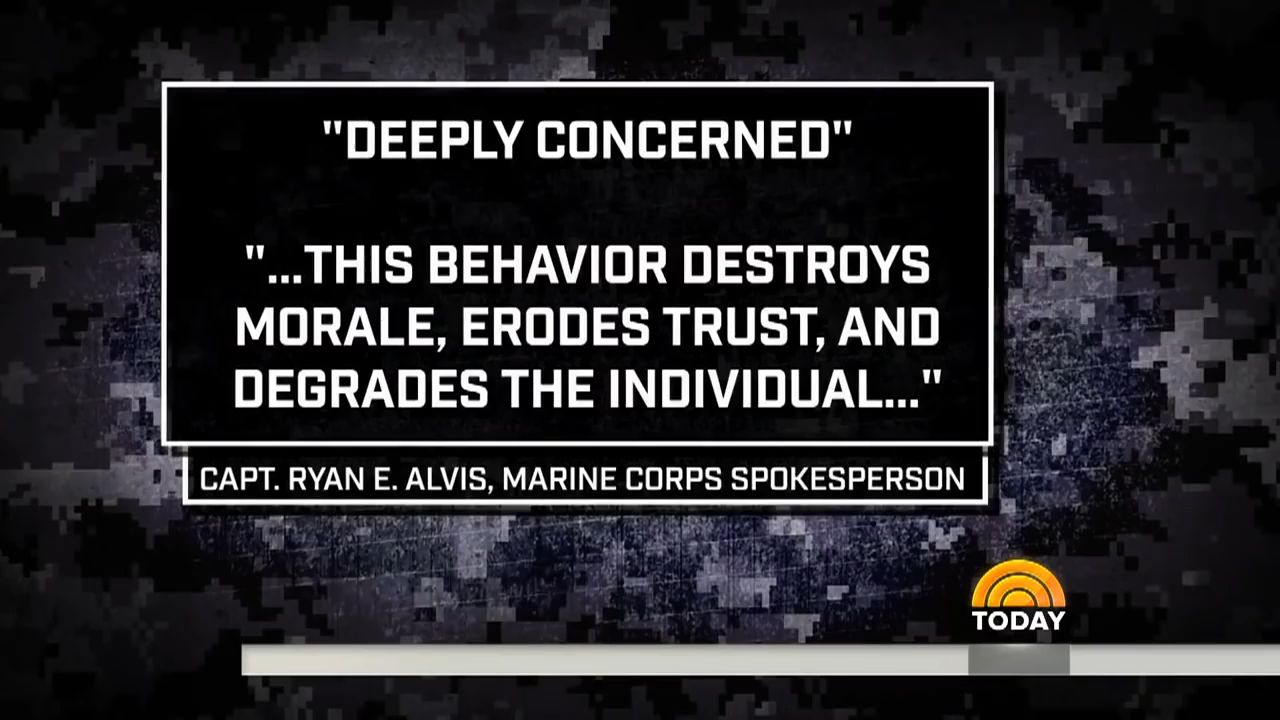 "DEEPLY CONCERNED"
"...THIS BEHAVIOR DESTROYS
MORALE, ERODES TRUST, AND
DEGRADES THE INDIVIDUAL..."
CAPT. RYAN E. ALVIS, MARINE CORPS SPOKESPERSON
TODAY